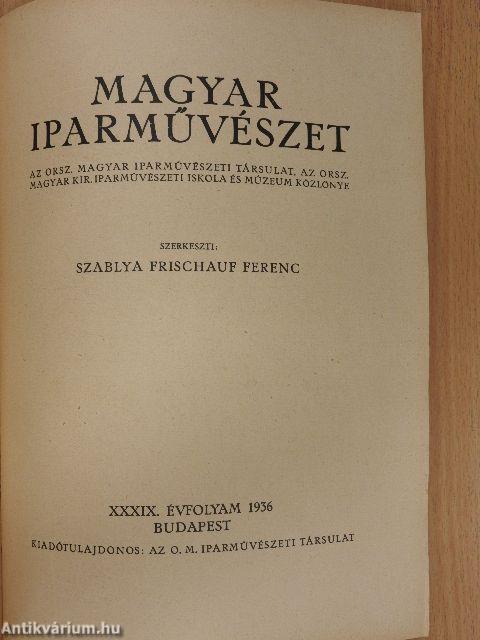 MAGYAR
IPARMŰVÉSZET
AZ ORSZ. MAGYAR IPARMŰVÉSZETI TÁRSULAT, AZ ORSZ.
MAGYAR KIR. IPARMŰVÉSZETI ISKOLA ÉS MÚZEUM KÖZLÖNYE
SZERKESZTI:
SZABLYA FRISCHAUF FERENC
XXXIX. ÉVFOLYAM 1936
BUDAPEST
KIADÓTULAJDONOS: AZ O. M. IPARMŰVÉSZETI TÁRSULAT
Antikvárium.hu